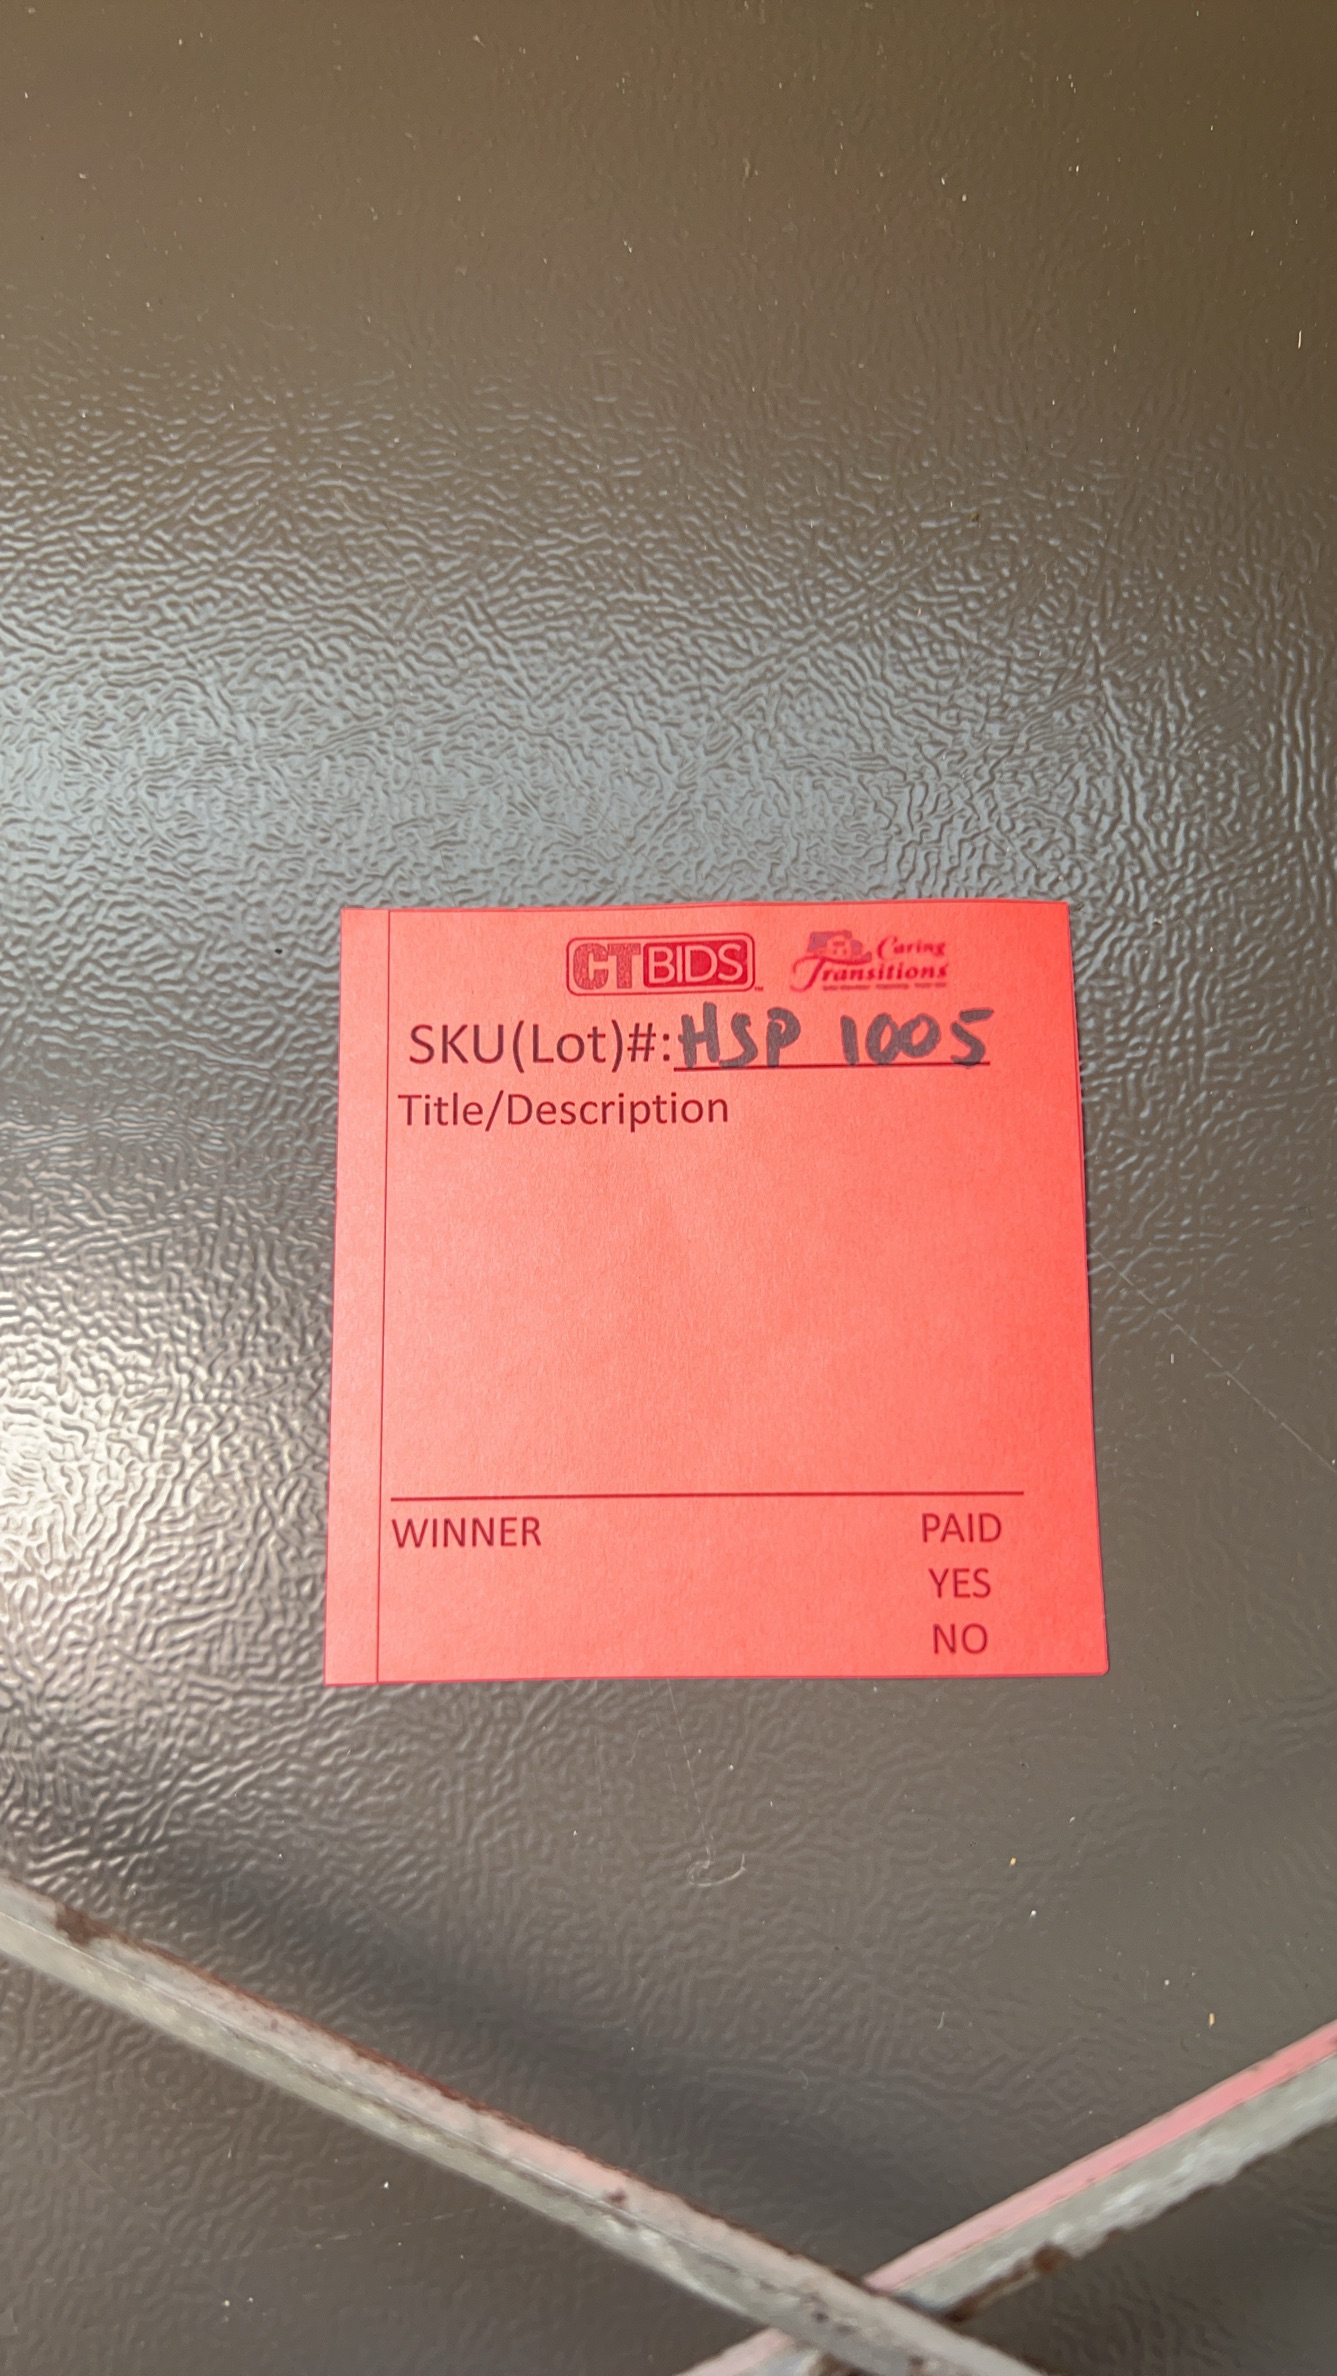 CTBIDS
Caring
Transitions
SKU(Lot)#: HSP 1005
Title/Description
WINNER PAID
YES
NO